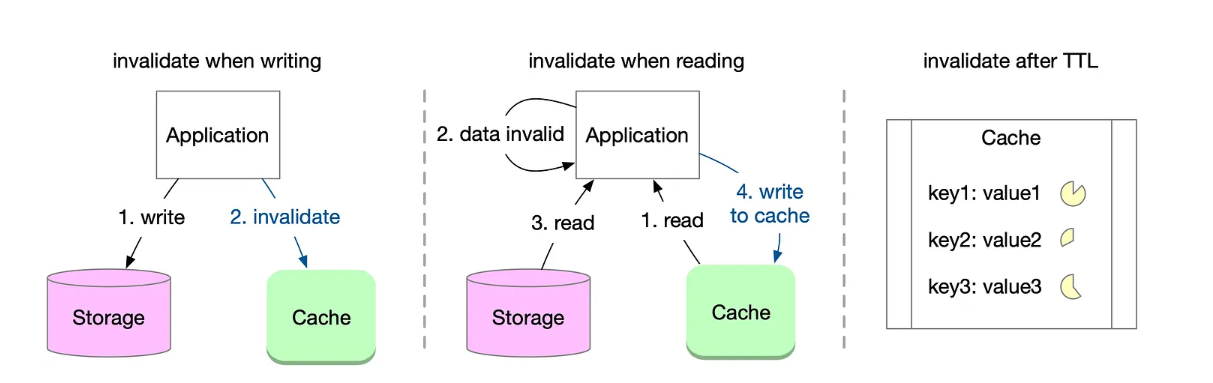 invalidate when writing
Application
1. write
2. invalidate
Storage
Cache
invalidate when reading
2. data invalid
Application
3. read
1. read
4. write
to cache
Storage
Cache
invalidate after TTL
Cache
key1: value1
key2: value2
key3: value3